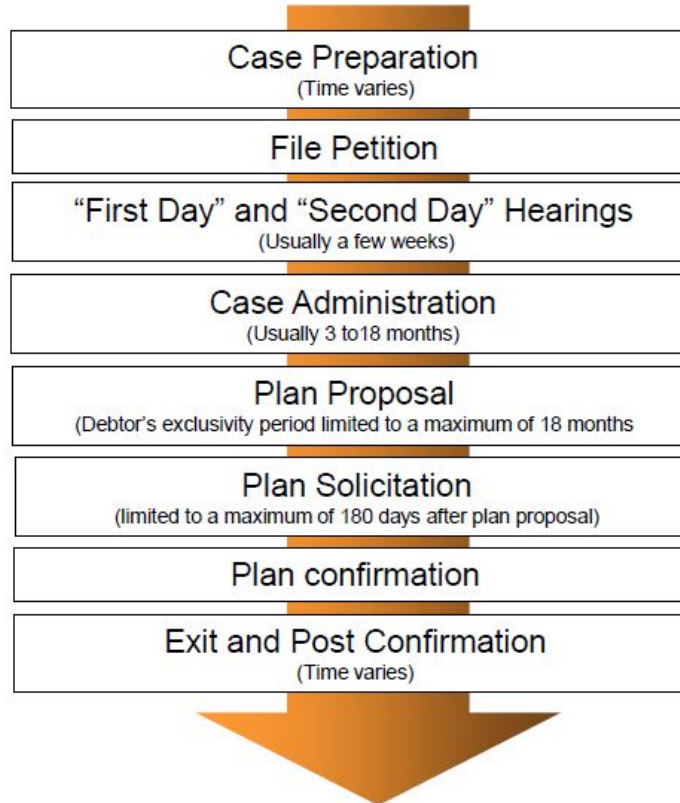 Case Preparation
(Time varies)
File Petition
“First Day” and “Second Day” Hearings
(Usually a few weeks)
Case Administration
(Usually 3 to18 months)
Plan Proposal
(Debtor’s exclusivity period limited to a maximum of 18 months
Plan Solicitation
(limited to a maximum of 180 days after plan proposal)
Plan confirmation
Exit and Post Confirmation
(Time varies)